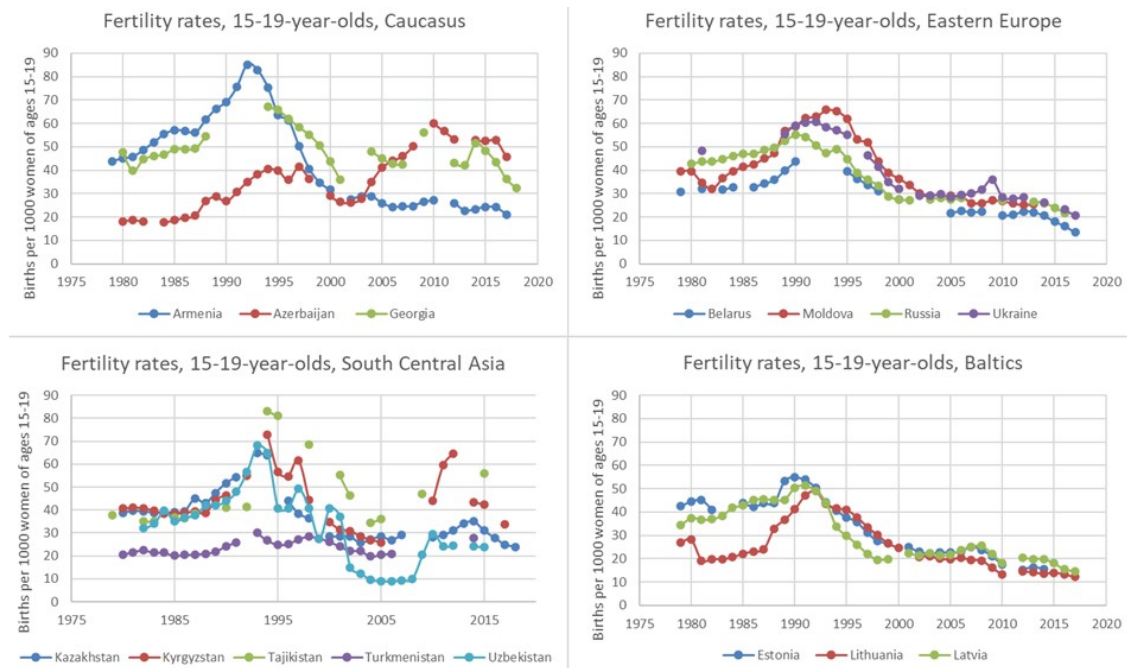 Fertility rates, 15-19-year-olds, Caucasus
Births per 1000 women of ages 15-19
90
80
70
60
50
40
30
20
10
0
1975 1980 1985 1990 1995 2000 2005 2010 2015 2020
Armenia Azerbaijan Georgia
Fertility rates, 15-19-year-olds, Eastern Europe
Births per 1000 women of ages 15-19
90
80
70
60
50
40
30
20
10
0
1975 1980 1985 1990 1995 2000 2005 2010 2015 2020
Belarus Moldova Russia Ukraine
Fertility rates, 15-19-year-olds, South Central Asia
Births per 1000 women of ages 15-19
90
80
70
60
50
40
30
20
10
0
1975 1985 1995 2005 2015
Kazakhstan Kyrgyzstan Tajikistan Turkmenistan Uzbekistan
Fertility rates, 15-19-year-olds, Baltics
Births per 1000 women of ages 15-19
90
80
70
60
50
40
30
20
10
0
1975 1980 1985 1990 1995 2000 2005 2010 2015 2020
Estonia Lithuania Latvia